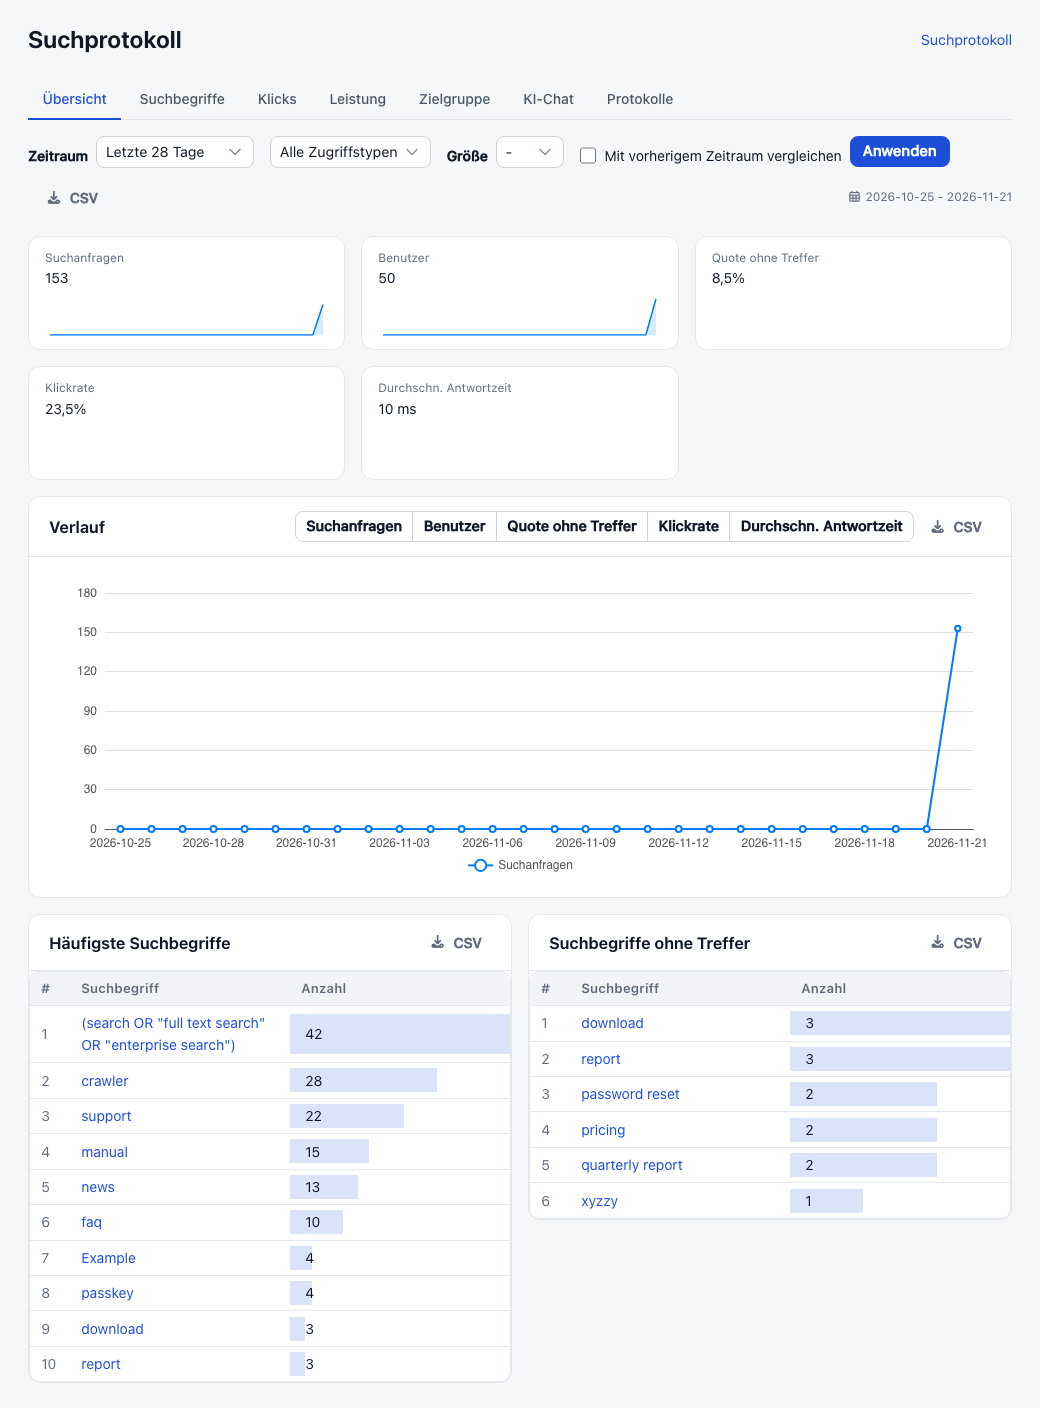 Suchprotokoll
Suchprotokoll
Übersicht Suchbegriffe Klicks Leistung Zielgruppe KI-Chat Protokolle
Zeitraum Letzte 28 Tage Alle Zugriffstypen Größe - Mit vorherigem Zeitraum vergleichen Anwenden
CSV
2026-10-25 - 2026-11-21
Suchanfragen
153
Benutzer
50
Quote ohne Treffer
8,5%
Klickrate
23,5%
Durchschn. Antwortzeit
10 ms
Verlauf
Suchanfragen Benutzer Quote ohne Treffer Klickrate Durchschn. Antwortzeit CSV
180
150
120
90
60
30
0
2026-10-25 2026-10-28 2026-10-31 2026-11-03 2026-11-06 2026-11-09 2026-11-12 2026-11-15 2026-11-18 2026-11-21
Suchanfragen
Häufigste Suchbegriffe CSV
# Suchbegriff Anzahl
1 (search OR "full text search" OR "enterprise search") 42
2 crawler 28
3 support 22
4 manual 15
5 news 13
6 faq 10
7 Example 4
8 passkey 4
9 download 3
10 report 3
Suchbegriffe ohne Treffer CSV
# Suchbegriff Anzahl
1 download 3
2 report 3
3 password reset 2
4 pricing 2
5 quarterly report 2
6 xyzzy 1